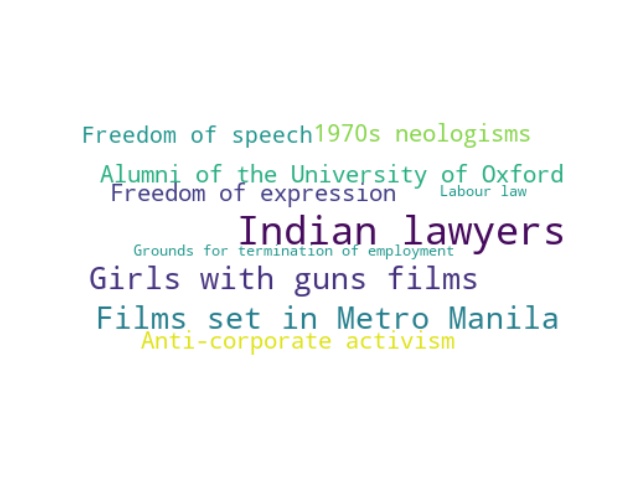 Freedom of speech 1970s neologisms
Alumni of the University of Oxford
Freedom of expression Labour law
Indian lawyers
Grounds for termination of employment
Girls with guns films
Films set in Metro Manila
Anti-corporate activism